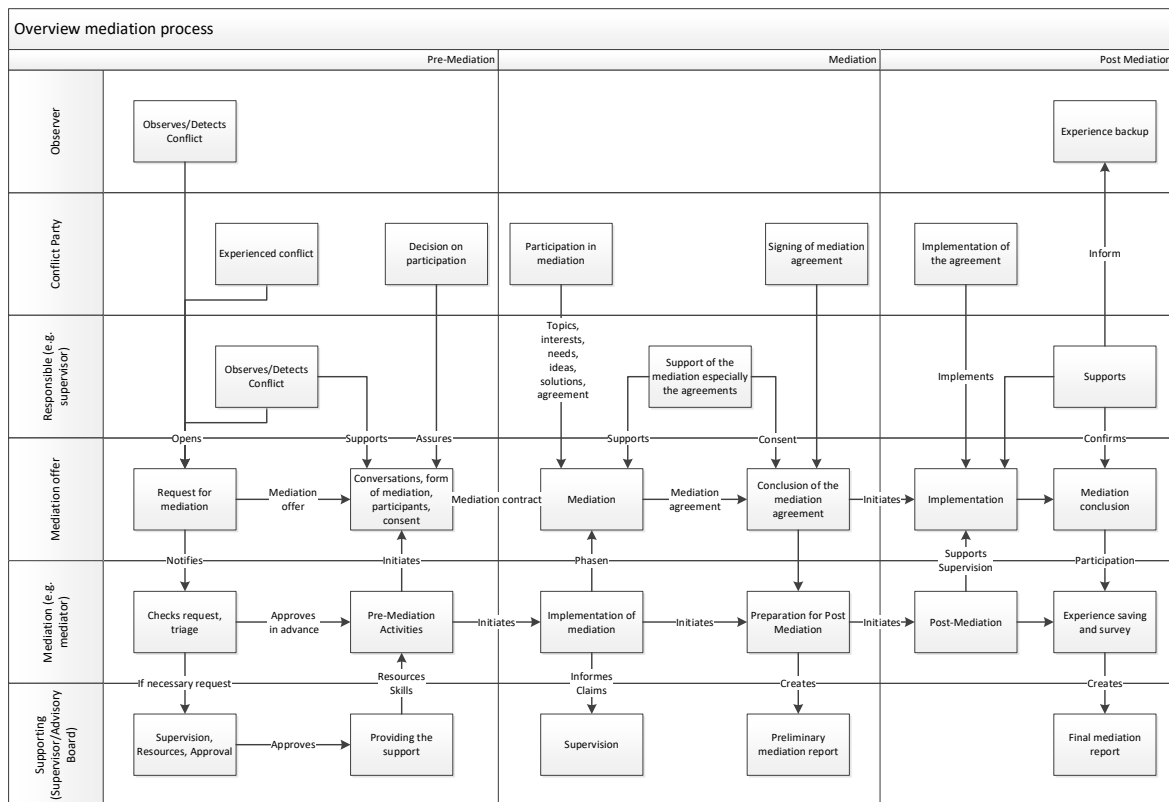 Overview mediation process
Pre-Mediation
Mediation
Post Mediation
Observer
Observes/Detects
Conflict
Experience backup
Conflict Party
Experienced conflict
Decision on
participation
Participation in
mediation
Signing of mediation
agreement
Implementation of
the agreement
Inform
Responsible (e.g.
supervisor)
Observes/Detects
Conflict
Topics,
interests,
needs,
ideas,
solutions,
agreement
Support of the
mediation especially
the agreements
Implements
Supports
Opens
Supports
Assures
Supports
Consent
Confirms
Mediation offer
Request for
mediation
Mediation
offer
Conversations, form
of mediation,
participants,
consent
Mediation contract
Mediation
Mediation
agreement
Conclusion of the
mediation
agreement
Initiates
Implementation
Mediation
conclusion
Notifies
Initiates
Phasen
Supports
Supervision
Participation
Mediation (e.g.
mediator)
Checks request,
triage
Approves
in advance
Pre-Mediation
Activities
Initiates
Implementation of
mediation
Initiates
Preparation for Post
Mediation
Initiates
Post-Mediation
Experience saving
and survey
If necessary request
Resources
Skills
Informes
Claims
Creates
Creates
Supporting
(Supervisor/Advisory
Board)
Supervision,
Resources, Approval
Approves
Providing the
support
Supervision
Preliminary
mediation report
Final mediation
report